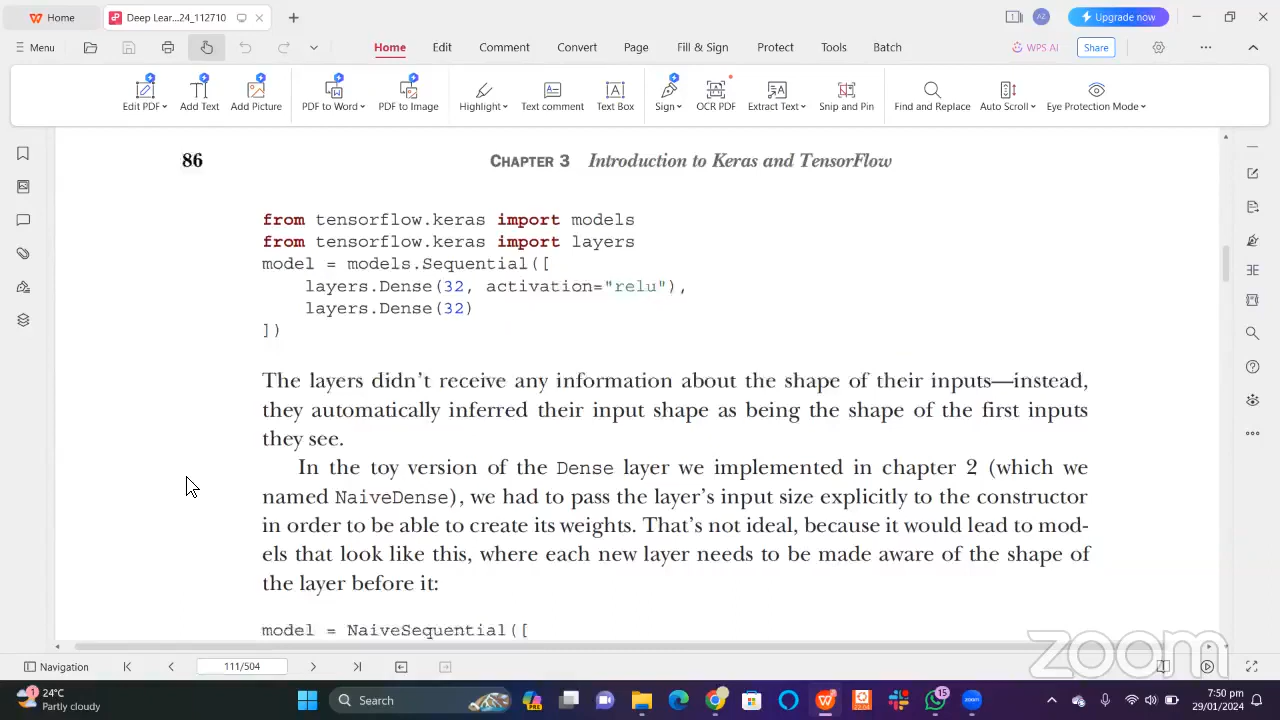 Home
Deep Lear...24_112710
1
AZ
Upgrade now
Menu
Home
Edit
Comment
Convert
Page
Fill & Sign
Protect
Tools
Batch
WPS AI
Share
Edit PDF
Add Text
Add Picture
PDF to Word
PDF to Image
Highlight
Text comment
Text Box
Sign
OCR PDF
Extract Text
Snip and Pin
Find and Replace
Auto Scroll
Eye Protection Mode
86
CHAPTER 3 Introduction to Keras and TensorFlow
from tensorflow.keras import models
from tensorflow.keras import layers
model = models.Sequential([
layers.Dense(32, activation="relu"),
layers.Dense(32)
])
The layers didn't receive any information about the shape of their inputs—instead,
they automatically inferred their input shape as being the shape of the first inputs
they see.
In the toy version of the Dense layer we implemented in chapter 2 (which we
named NaiveDense), we had to pass the layer's input size explicitly to the constructor
in order to be able to create its weights. That's not ideal, because it would lead to mod-
els that look like this, where each new layer needs to be made aware of the shape of
the layer before it:
model = NaiveSequential([
zoom
Navigation
111/504
1
24°C
Partly cloudy
Search
15
7:50 pm
29/01/2024